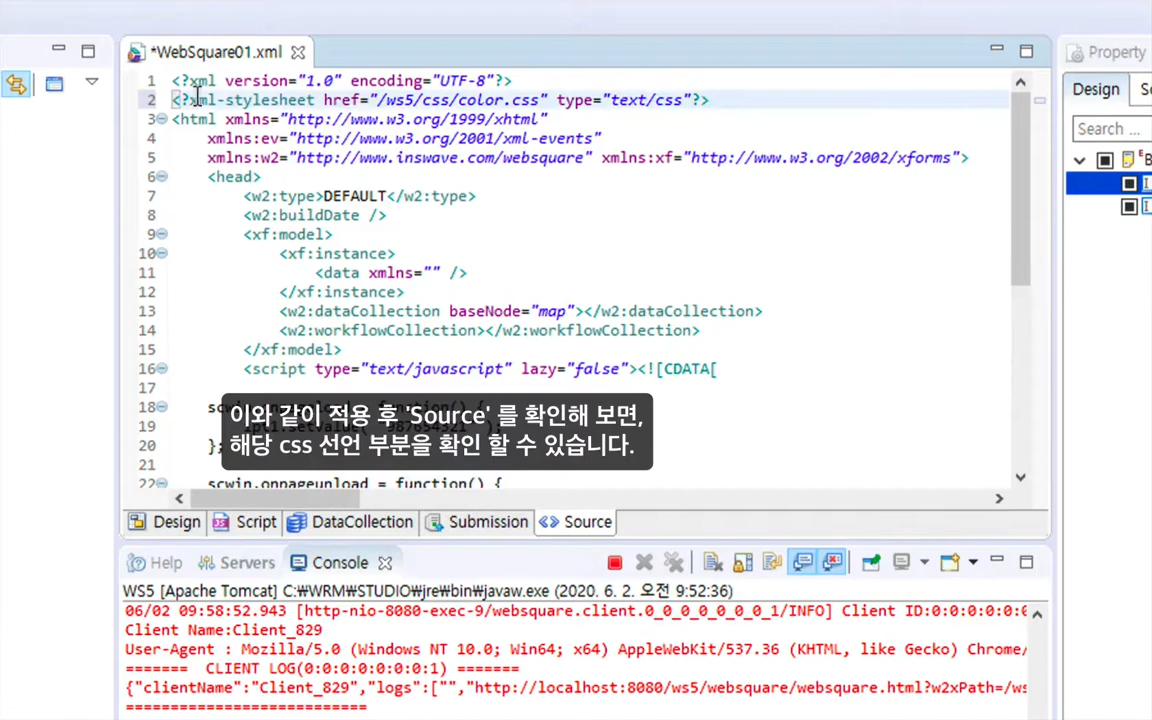 *WebSquare01.xml
Property
Design
Search ...
1 <?xml version="1.0" encoding="UTF-8"?>
2 <?xml-stylesheet href="/ws5/css/color.css" type="text/css"?>
3 <html xmlns="http://www.w3.org/1999/xhtml"
4 xmlns:ev="http://www.w3.org/2001/xml-events"
5 xmlns:w2="http://www.inswave.com/websquare" xmlns:xf="http://www.w3.org/2002/xforms">
6 <head>
7 <w2:type>DEFAULT</w2:type>
8 <w2:buildDate />
9 <xf:model>
10 <xf:instance>
11 <data xmlns="" />
12 </xf:instance>
13 <w2:dataCollection baseNode="map"></w2:dataCollection>
14 <w2:workflowCollection></w2:workflowCollection>
15 </xf:model>
16 <script type="text/javascript" lazy="false"><![CDATA[
17
18
19
20 };
21
22 scwin.onpageunload = function() {
이와 같이 적용 후 'Source' 를 확인해 보면,
해당 css 선언 부분을 확인 할 수 있습니다.
Design Script DataCollection Submission Source
Help Servers Console
WS5 [Apache Tomcat] C:₩WRM₩STUDIO₩jre₩bin₩javaw.exe (2020. 6. 2. 오전 9:52:36)
06/02 09:58:52.943 [http-nio-8080-exec-9/websquare.client.0_0_0_0_0_0_0_1/INFO] Client ID:0:0:0:0:0:0
Client Name:Client_829
User-Agent : Mozilla/5.0 (Windows NT 10.0; Win64; x64) AppleWebKit/537.36 (KHTML, like Gecko) Chrome/
======= CLIENT LOG(0:0:0:0:0:0:0:1) =======
{"clientName":"Client_829","logs":["","http://localhost:8080/ws5/websquare/websquare.html?w2xPath=/ws
===========================